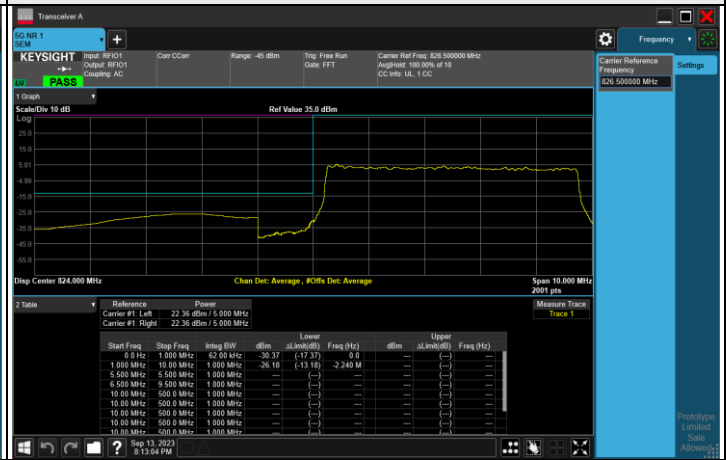 Transceiver A
5G NR 1
SEM
Frequency
KEYSIGHT
PASS
Input: RFIO1
Output: RFIO1
Coupling: AC
Corr CCorr
Range: -45 dBm
Trig: Free Run
Gate: FFT
Carrier Ref Freq: 826.500000 MHz
Avg|Hold: 100.00% of 10
CC Info: UL, 1 CC
Carrier Reference
Frequency
826.500000 MHz
Settings
1 Graph
Scale/Div 10 dB
Ref Value 35.0 dBm
Log
25.0
15.0
5.01
-4.99
-15.0
-25.0
-35.0
-45.0
-55.0
Disp Center 824.000 MHz
Chan Det: Average, #Offs Det: Average
Span 10.000 MHz
2001 pts
2 Table
Reference Power
Carrier #1: Left 22.36 dBm / 5.000 MHz
Carrier #1: Right 22.36 dBm / 5.000 MHz
Measure Trace
Trace 1
Lower Upper
Start Freq Stop Freq Integ BW dBm ΔLimit(dB) Freq (Hz) dBm ΔLimit(dB) Freq (Hz)
0.0 Hz 1.000 MHz 62.00 kHz -30.37 (-17.37) 0.0 --- (---) ---
1.000 MHz 10.00 MHz 1.000 MHz -26.18 (-13.18) -2.240 M --- (---) ---
5.500 MHz 5.500 MHz 1.000 MHz --- (---) --- --- (---) ---
6.500 MHz 9.500 MHz 1.000 MHz --- (---) --- --- (---) ---
10.00 MHz 500.0 MHz 1.000 MHz --- (---) --- --- (---) ---
10.00 MHz 500.0 MHz 1.000 MHz --- (---) --- --- (---) ---
10.00 MHz 500.0 MHz 1.000 MHz --- (---) --- --- (---) ---
10.00 MHz 500.0 MHz 1.000 MHz --- (---) --- --- (---) ---
10.00 MHz 500.0 MHz 1.000 MHz --- (---) --- --- (---) ---
Prototype
Limited
Sale
Allowed
Sep 13, 2023
8:13:04 PM